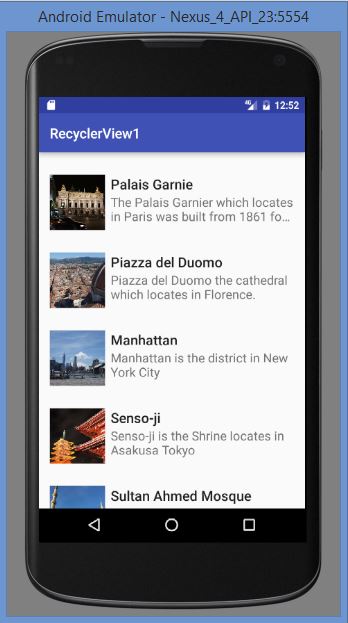 Android Emulator - Nexus_4_API_23:5554
4G 12:52
RecyclerView1
Palais Garnie
The Palais Garnier which locates
in Paris was built from 1861 fo...
Piazza del Duomo
Piazza del Duomo the cathedral
which locates in Florence.
Manhattan
Manhattan is the district in New
York City
Senso-ji
Senso-ji is the Shrine locates in
Asakusa Tokyo
Sultan Ahmed Mosque